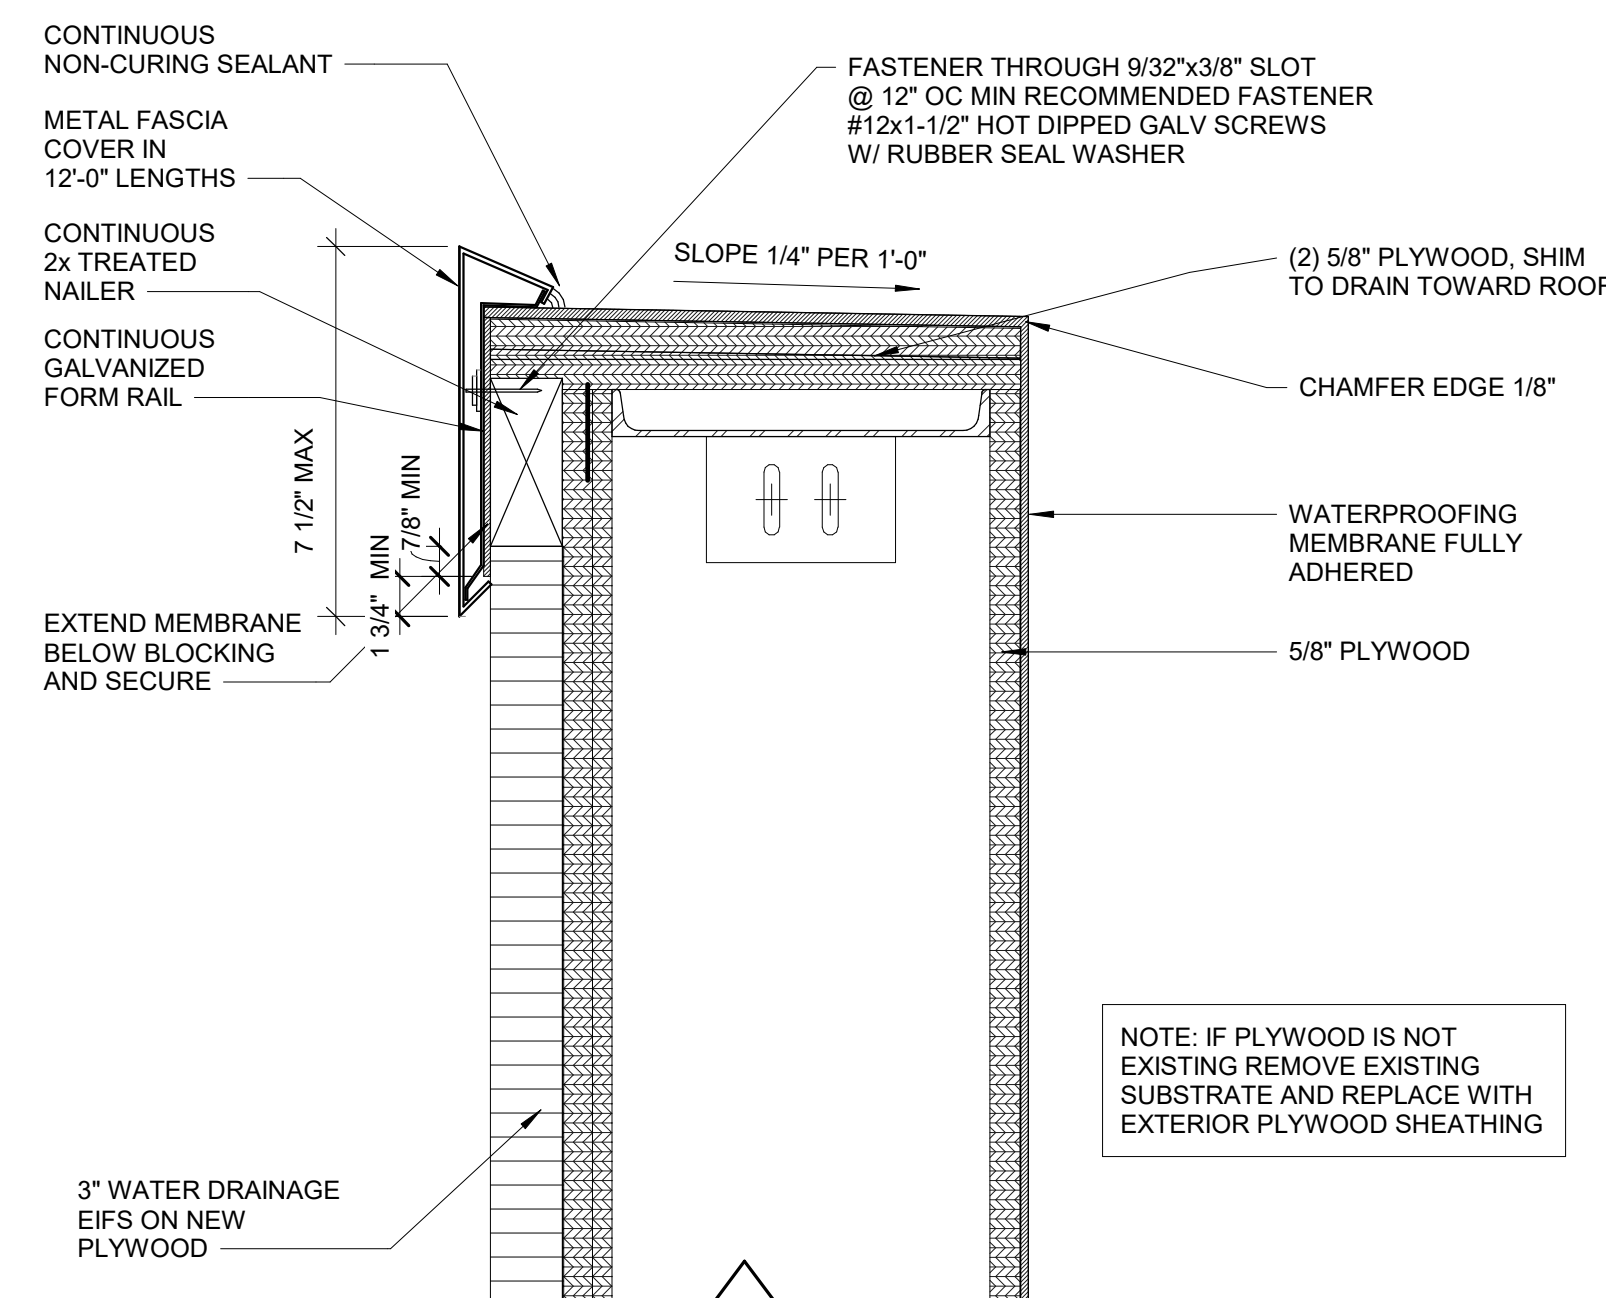 CONTINUOUS
NON-CURING SEALANT
METAL FASCIA
COVER IN
12'-0" LENGTHS
CONTINUOUS
2x TREATED
NAILER
CONTINUOUS
GALVANIZED
FORM RAIL
7 1/2" MAX
1 3/4" MIN
7/8" MIN
EXTEND MEMBRANE
BELOW BLOCKING
AND SECURE
3" WATER DRAINAGE
EIFS ON NEW
PLYWOOD
FASTENER THROUGH 9/32"x3/8" SLOT
@ 12" OC MIN RECOMMENDED FASTENER
#12x1-1/2" HOT DIPPED GALV SCREWS
W/ RUBBER SEAL WASHER
SLOPE 1/4" PER 1'-0"
(2) 5/8" PLYWOOD, SHIM
TO DRAIN TOWARD ROOF
CHAMFER EDGE 1/8"
WATERPROOFING
MEMBRANE FULLY
ADHERED
5/8" PLYWOOD
NOTE: IF PLYWOOD IS NOT
EXISTING REMOVE EXISTING
SUBSTRATE AND REPLACE WITH
EXTERIOR PLYWOOD SHEATHING